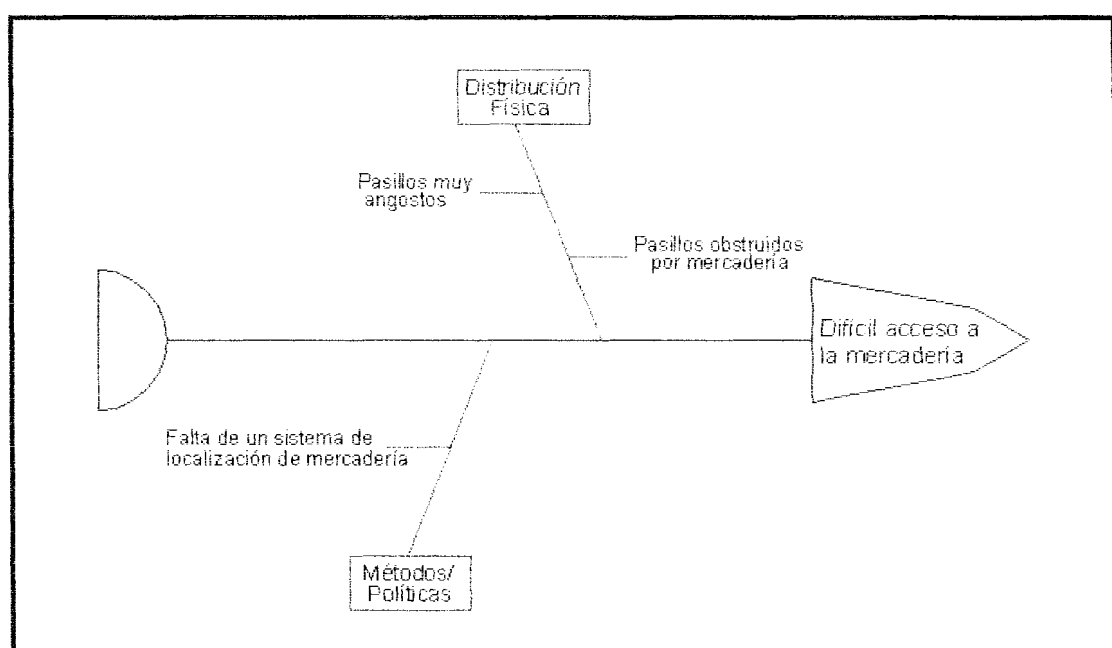 Distribución
Física
Pasillos muy
angostos
Pasillos obstruidos
por mercadería
Difícil acceso a
la mercadería
Falta de un sistema de
localización de mercadería
Métodos/
Políticas